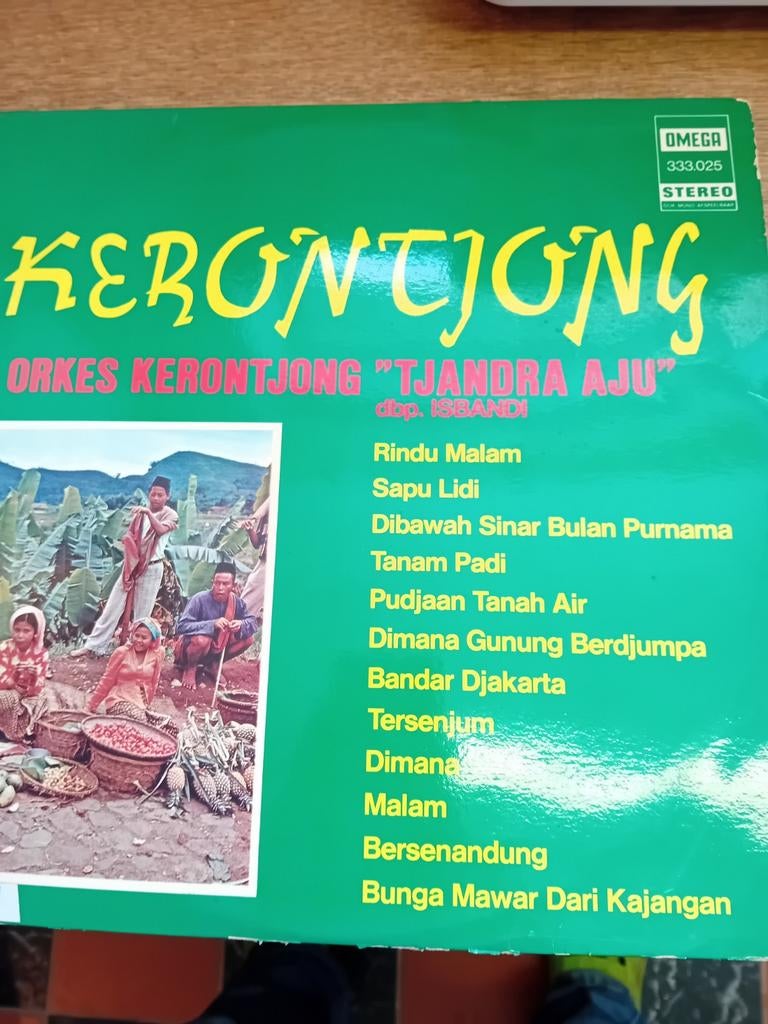 OMEGA
333.025
STEREO
KERONTJONG
ORKES KERONTJONG "TJANDRA AJU"
dbp. ISBANDI
Rindu Malam
Sapu Lidi
Dibawah Sinar Bulan Purnama
Tanam Padi
Pudjaan Tanah Air
Dimana Gunung Berdjumpa
Bandar Djakarta
Tersenjum
Dimana
Malam
Bersenandung
Bunga Mawar Dari Kajangan